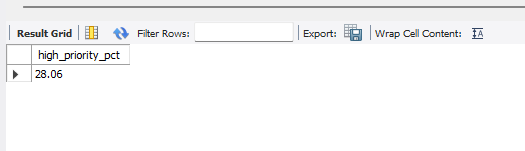 Result Grid Filter Rows: Export: Wrap Cell Content:
high_priority_pct
28.06